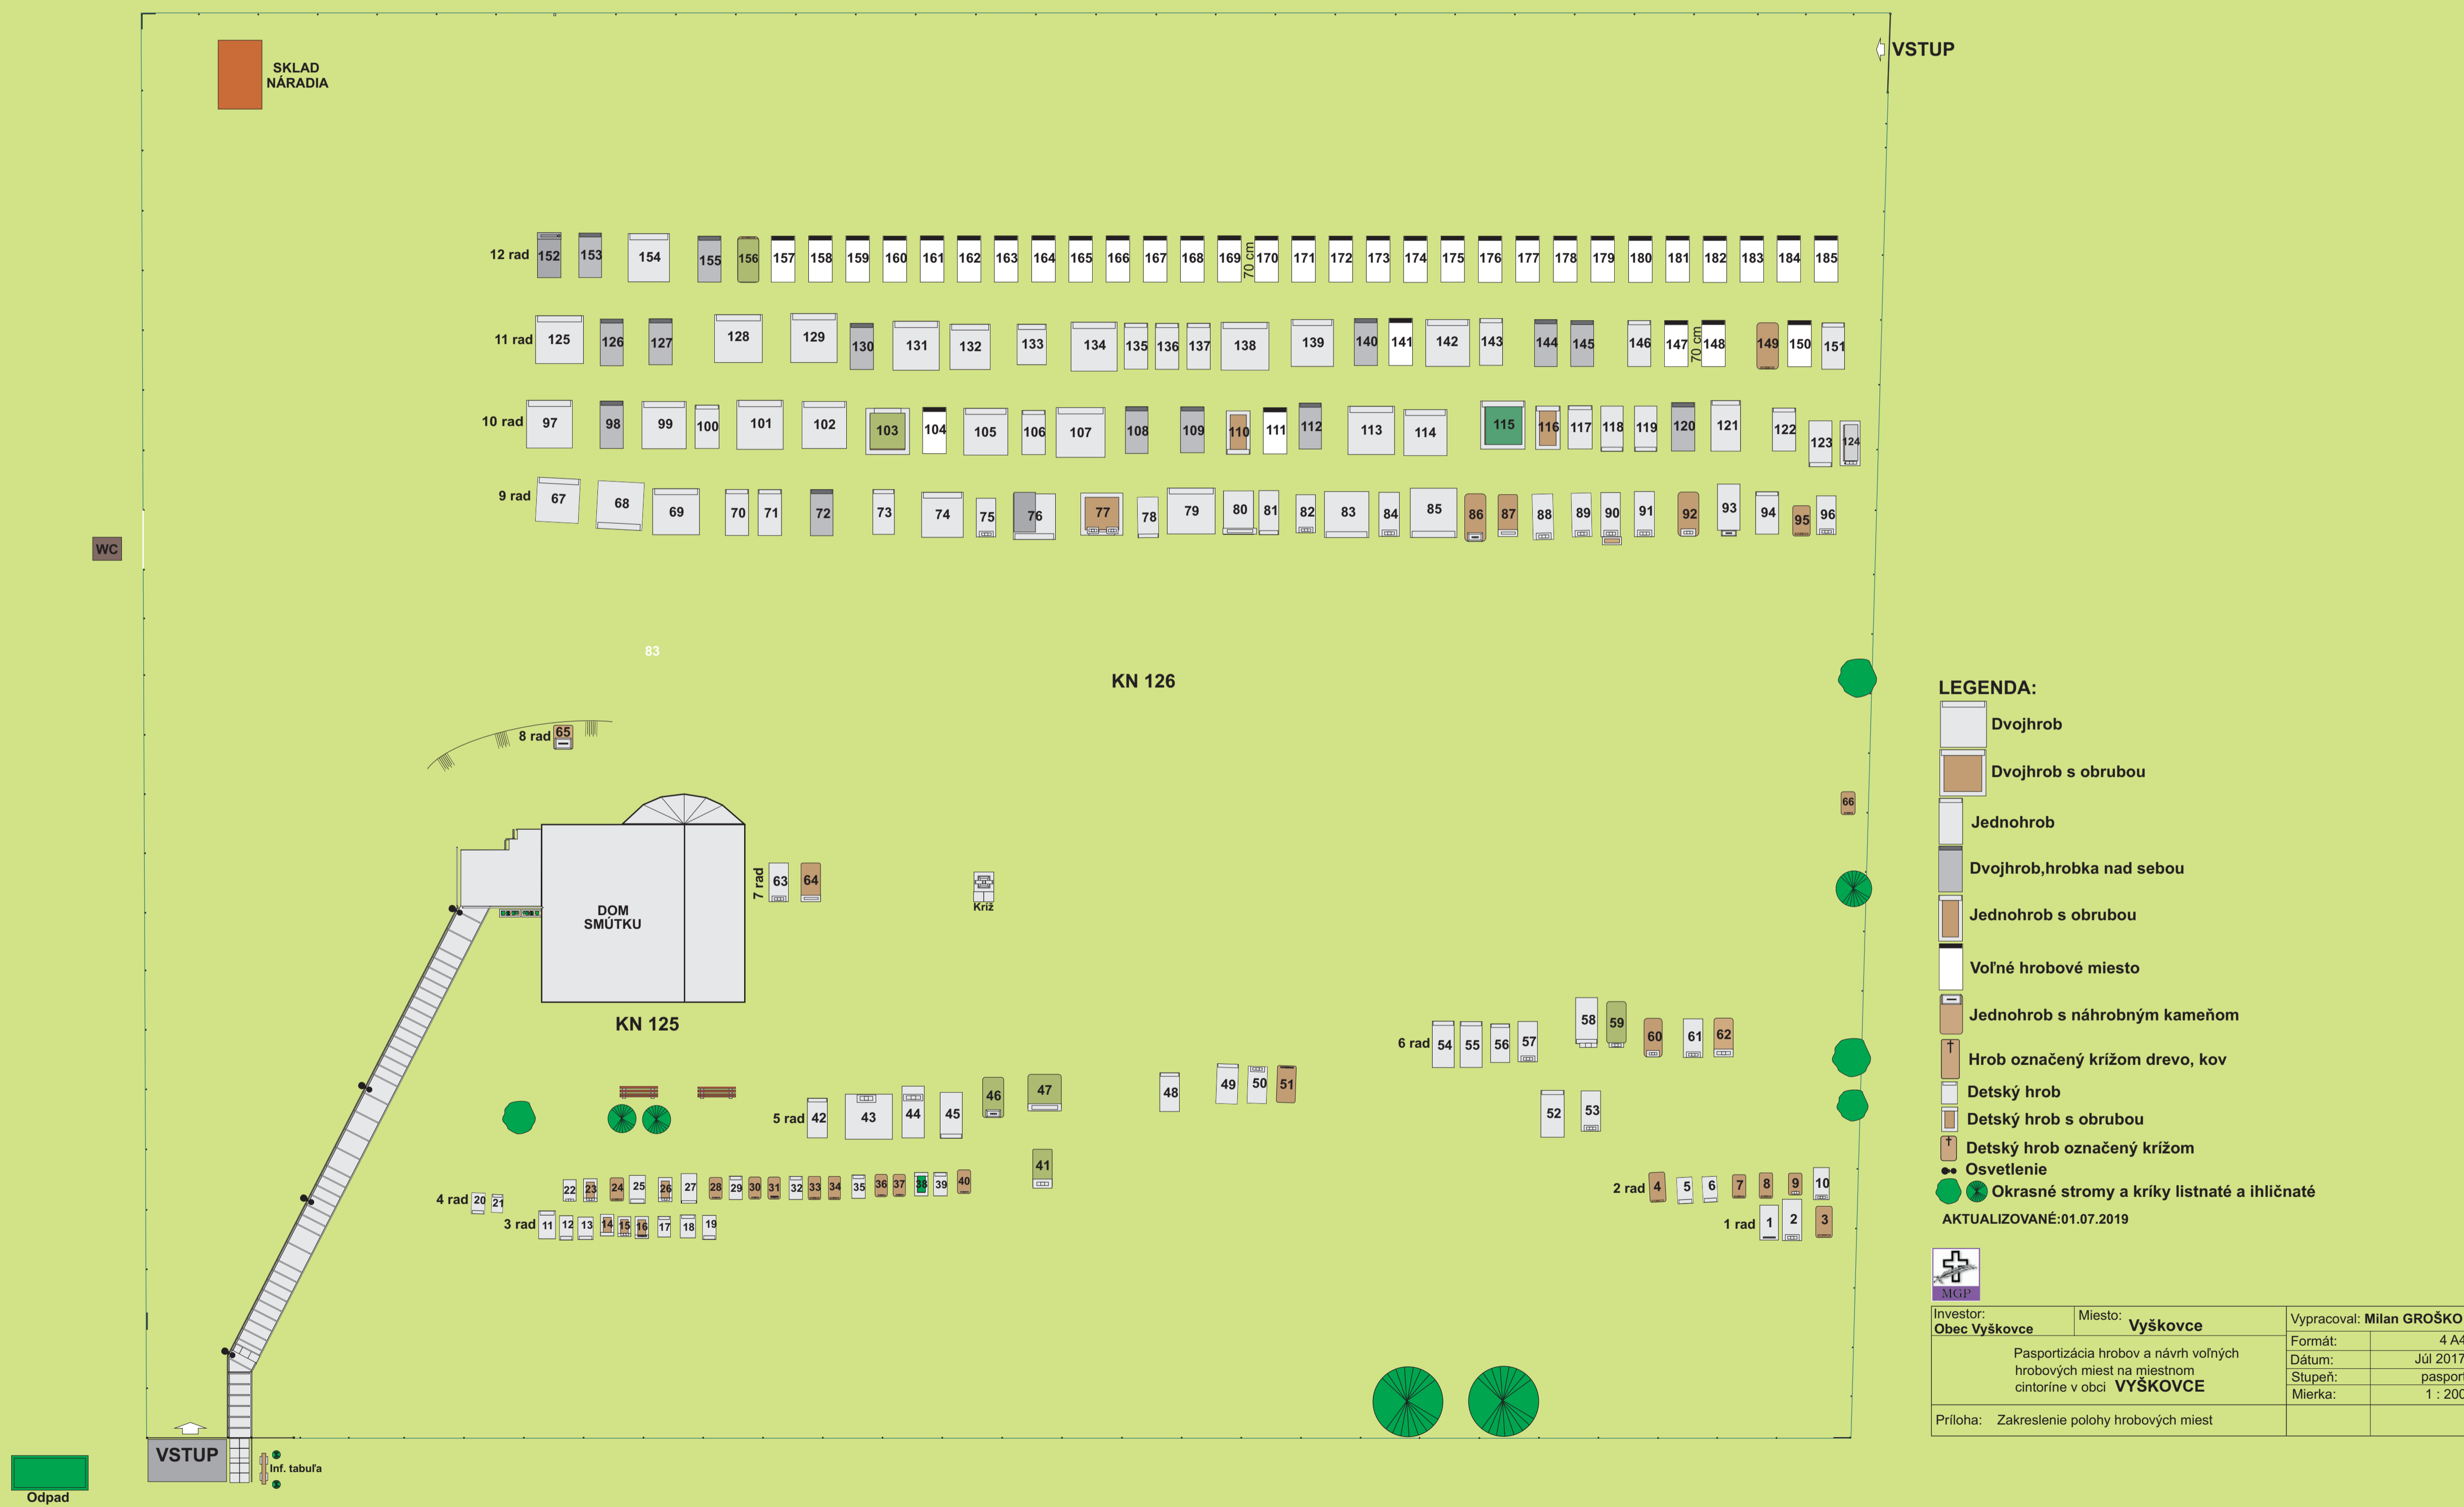 SKLAD
NÁRADIA
VSTUP
12 rad 152 153 154 155 156 157 158 159 160 161 162 163 164 165 166 167 168 169 70 cm 170 171 172 173 174 175 176 177 178 179 180 181 182 183 184 185
11 rad 125 126 127 128 129 130 131 132 133 134 135 136 137 138 139 140 141 142 143 144 145 146 147 70 cm 148 149 150 151
10 rad 97 98 99 100 101 102 103 104 105 106 107 108 109 110 111 112 113 114 115 116 117 118 119 120 121 122 123 124
9 rad 67 68 69 70 71 72 73 74 75 76 77 78 79 80 81 82 83 84 85 86 87 88 89 90 91 92 93 94 95 96
WC
83
KN 126
8 rad 65
66
7 rad 63 64
Kríž
DOM
SMÚTKU
KN 125
6 rad 54 55 56 57 58 59 60 61 62
5 rad 42 43 44 45 46 47 48 49 50 51 52 53
41
4 rad 20 21 22 23 24 25 26 27 28 29 30 31 32 33 34 35 36 37 38 39 40
2 rad 4 5 6 7 8 9 10
3 rad 11 12 13 14 15 16 17 18 19
1 rad 1 2 3
VSTUP
Inf. tabuľa
Odpad
LEGENDA:
Dvojhrob
Dvojhrob s obrubou
Jednohrob
Dvojhrob,hrobka nad sebou
Jednohrob s obrubou
Voľné hrobové miesto
Jednohrob s náhrobným kameňom
Hrob označený krížom drevo, kov
Detský hrob
Detský hrob s obrubou
Detský hrob označený krížom
Osvetlenie
Okrasné stromy a kríky listnaté a ihličnaté
AKTUALIZOVANÉ:01.07.2019
MGP
Investor:
Obec Vyškovce
Miesto: Vyškovce
Vypracoval: Milan GROŠKO
Formát: 4 A4
Dátum: Júl 2017
Stupeň: paspor
Mierka: 1 : 200
Pasportizácia hrobov a návrh voľných
hrobových miest na miestnom
cintoríne v obci VYŠKOVCE
Príloha: Zakreslenie polohy hrobových miest